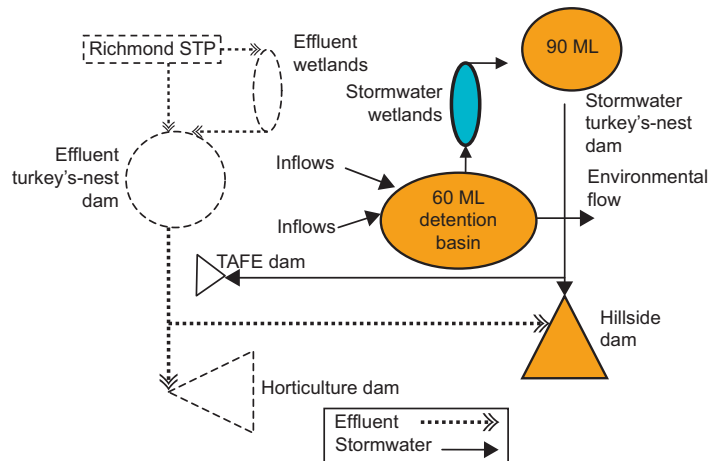 Richmond STP
Effluent
wetlands
90 ML
Stormwater
wetlands
Stormwater
turkey's-nest
dam
Effluent
turkey's-nest
dam
Inflows
Inflows
60 ML
detention
basin
Environmental
flow
TAFE dam
Hillside
dam
Horticulture dam
Effluent
Stormwater